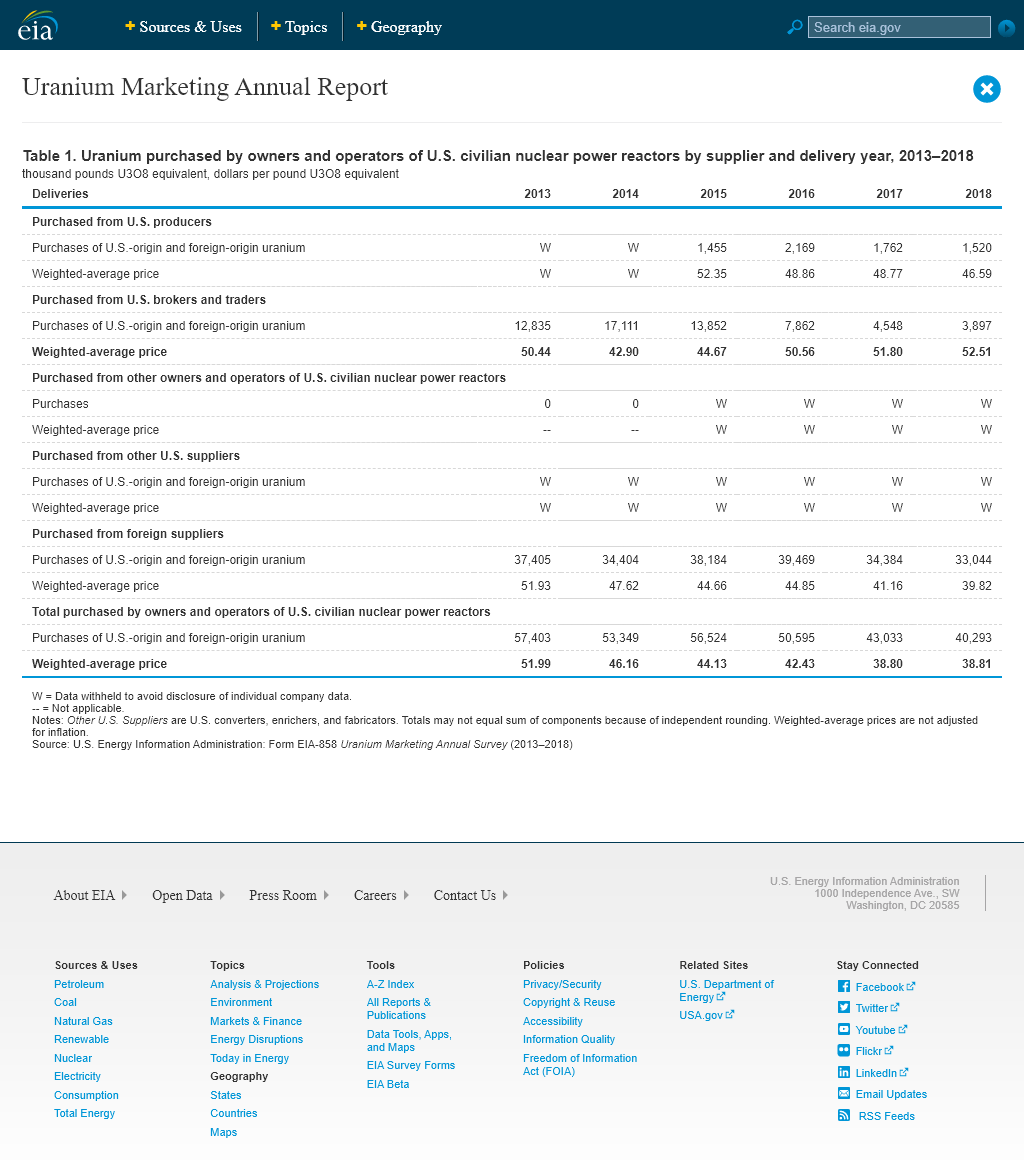 eia
Sources & Uses
Topics
Geography
Search eia.gov
Uranium Marketing Annual Report
Table 1. Uranium purchased by owners and operators of U.S. civilian nuclear power reactors by supplier and delivery year, 2013–2018
thousand pounds U3O8 equivalent, dollars per pound U3O8 equivalent
Deliveries 2013 2014 2015 2016 2017 2018
Purchased from U.S. producers
Purchases of U.S.-origin and foreign-origin uranium W W 1,455 2,169 1,762 1,520
Weighted-average price W W 52.35 48.86 48.77 46.59
Purchased from U.S. brokers and traders
Purchases of U.S.-origin and foreign-origin uranium 12,835 17,111 13,852 7,862 4,548 3,897
Weighted-average price 50.44 42.90 44.67 50.56 51.80 52.51
Purchased from other owners and operators of U.S. civilian nuclear power reactors
Purchases 0 0 W W W W
Weighted-average price -- -- W W W W
Purchased from other U.S. suppliers
Purchases of U.S.-origin and foreign-origin uranium W W W W W W
Weighted-average price W W W W W W
Purchased from foreign suppliers
Purchases of U.S.-origin and foreign-origin uranium 37,405 34,404 38,184 39,469 34,384 33,044
Weighted-average price 51.93 47.62 44.66 44.85 41.16 39.82
Total purchased by owners and operators of U.S. civilian nuclear power reactors
Purchases of U.S.-origin and foreign-origin uranium 57,403 53,349 56,524 50,595 43,033 40,293
Weighted-average price 51.99 46.16 44.13 42.43 38.80 38.81
W = Data withheld to avoid disclosure of individual company data.
-- = Not applicable.
Notes: Other U.S. Suppliers are U.S. converters, enrichers, and fabricators. Totals may not equal sum of components because of independent rounding. Weighted-average prices are not adjusted
for inflation.
Source: U.S. Energy Information Administration: Form EIA-858 Uranium Marketing Annual Survey (2013–2018)
About EIA
Open Data
Press Room
Careers
Contact Us
U.S. Energy Information Administration
1000 Independence Ave., SW
Washington, DC 20585
Sources & Uses
Petroleum
Coal
Natural Gas
Renewable
Nuclear
Electricity
Consumption
Total Energy
Topics
Analysis & Projections
Environment
Markets & Finance
Energy Disruptions
Today in Energy
Geography
States
Countries
Maps
Tools
A-Z Index
All Reports &
Publications
Data Tools, Apps,
and Maps
EIA Survey Forms
EIA Beta
Policies
Privacy/Security
Copyright & Reuse
Accessibility
Information Quality
Freedom of Information
Act (FOIA)
Related Sites
U.S. Department of
Energy
USA.gov
Stay Connected
Facebook
Twitter
Youtube
Flickr
LinkedIn
Email Updates
RSS Feeds